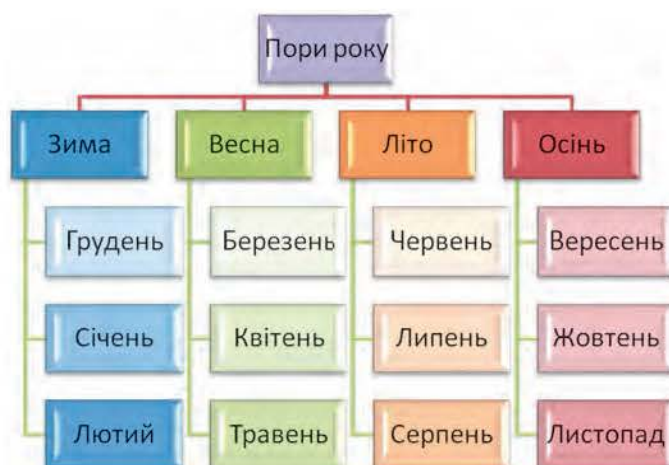 Пори року
Зима
Весна
Літо
Осінь
Грудень
Березень
Червень
Вересень
Січень
Квітень
Липень
Жовтень
Лютий
Травень
Серпень
Листопад